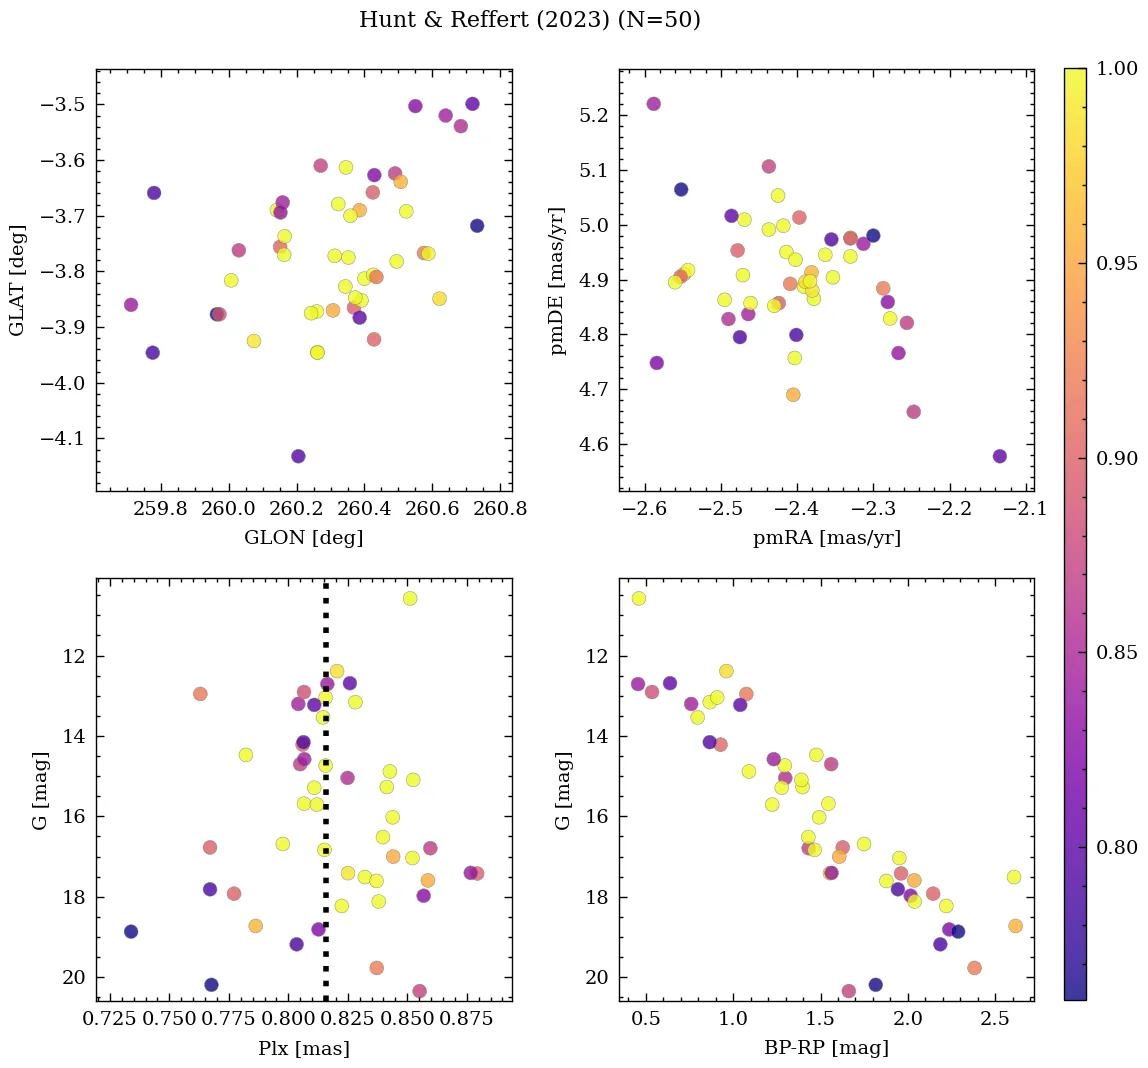 Hunt & Reffert (2023) (N=50)
−3.5
−3.6
−3.7
−3.8
−3.9
−4.0
−4.1
GLAT [deg]
259.8 260.0 260.2 260.4 260.6 260.8
GLON [deg]
5.2
5.1
5.0
4.9
4.8
4.7
4.6
pmDE [mas/yr]
−2.6 −2.5 −2.4 −2.3 −2.2 −2.1
pmRA [mas/yr]
12
14
16
18
20
G [mag]
0.725 0.750 0.775 0.800 0.825 0.850 0.875
Plx [mas]
12
14
16
18
20
G [mag]
0.5 1.0 1.5 2.0 2.5
BP-RP [mag]
1.00
0.95
0.90
0.85
0.80